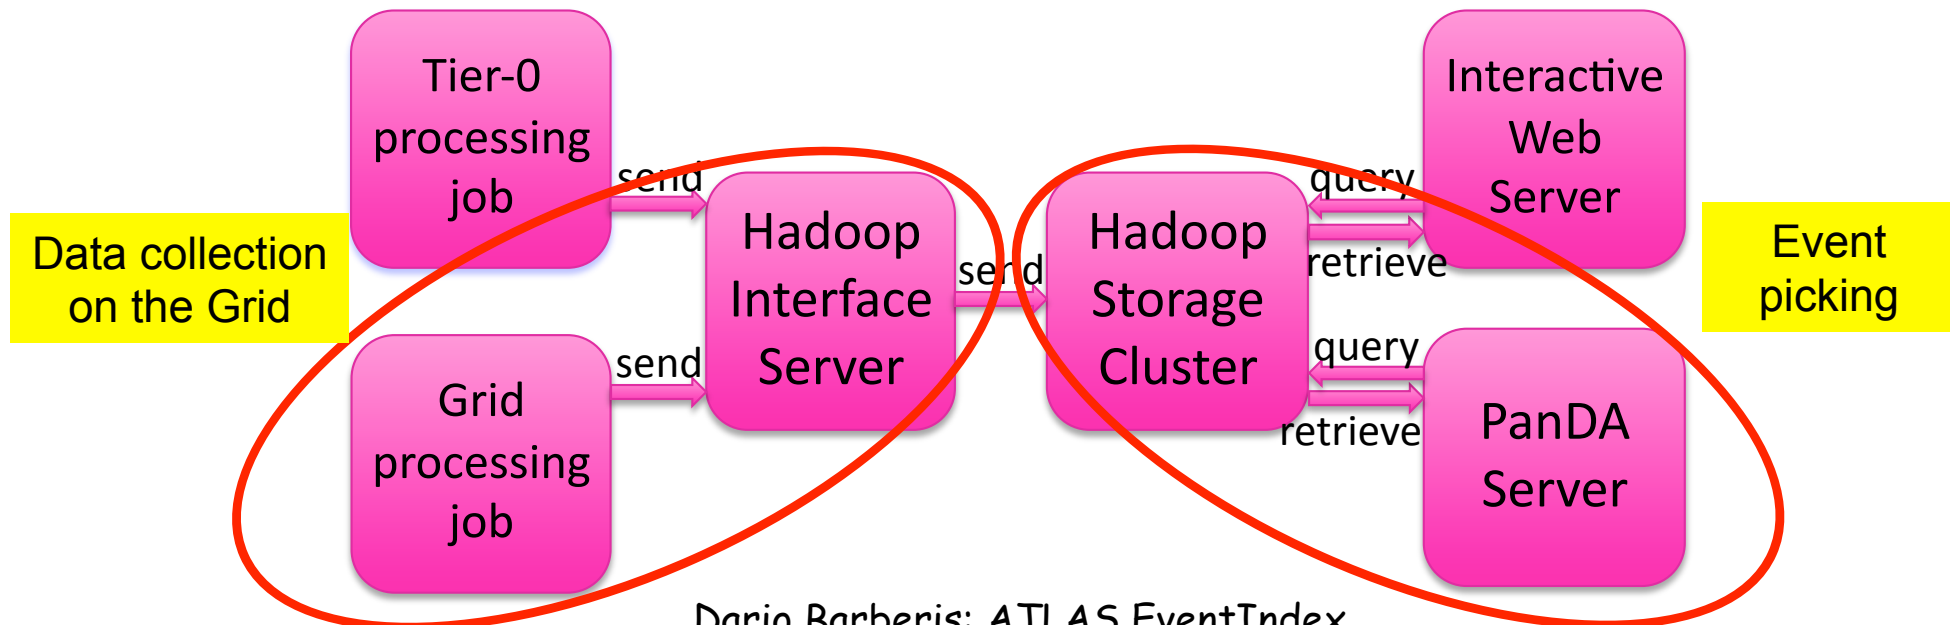 Tier-0
processing
job
send
Data collection
on the Grid
Grid
processing
job
send
Hadoop
Interface
Server
send
Hadoop
Storage
Cluster
query
retrieve
query
retrieve
Interactive
Web
Server
PanDA
Server
Event
picking
Dario Barberis: ATLAS EventIndex